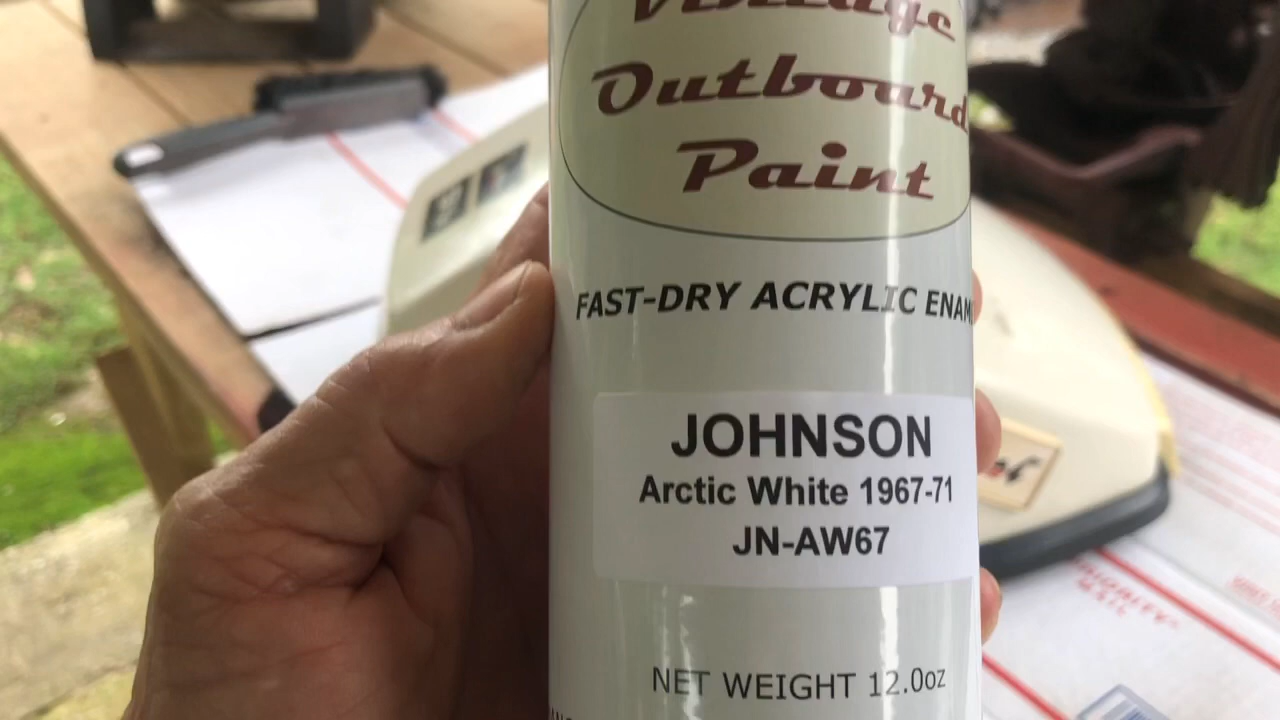 Outboard
Paint
FAST-DRY ACRYLIC ENAM
JOHNSON
Arctic White 1967-71
JN-AW67
NET WEIGHT 12.0oz